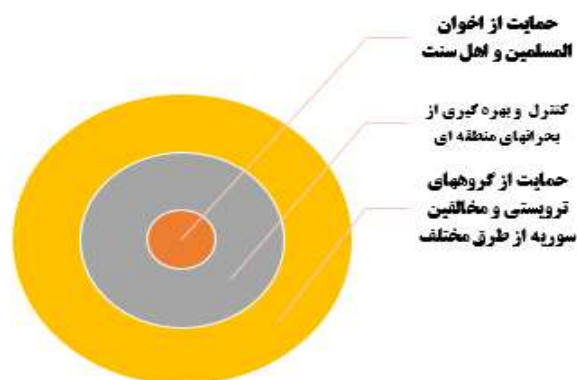 حمایت از اخوان
المسلمین و اهل سنت
کنترل و بهره گیری از
بحرانهای منطقه ای
حمایت از گروههای
ترویستی و مخالفین
سوریه از طرق مختلف